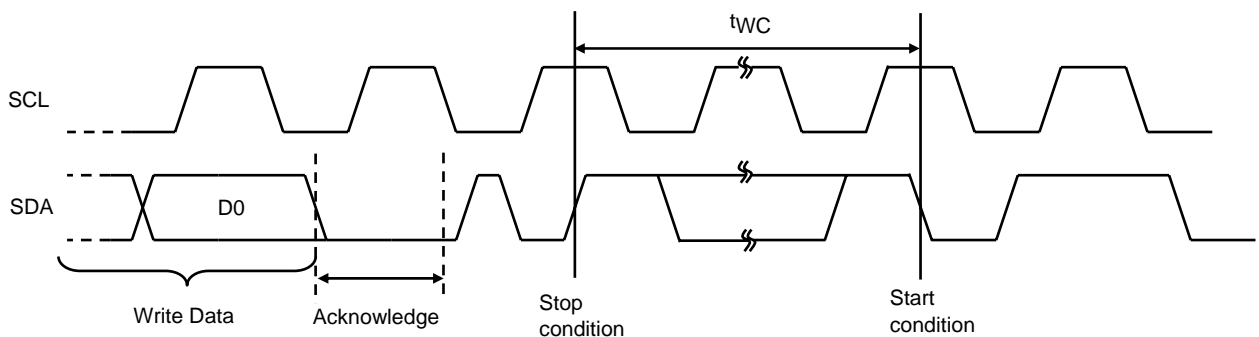 tWC
SCL
SDA
D0
Write Data
Acknowledge
Stop
condition
Start
condition